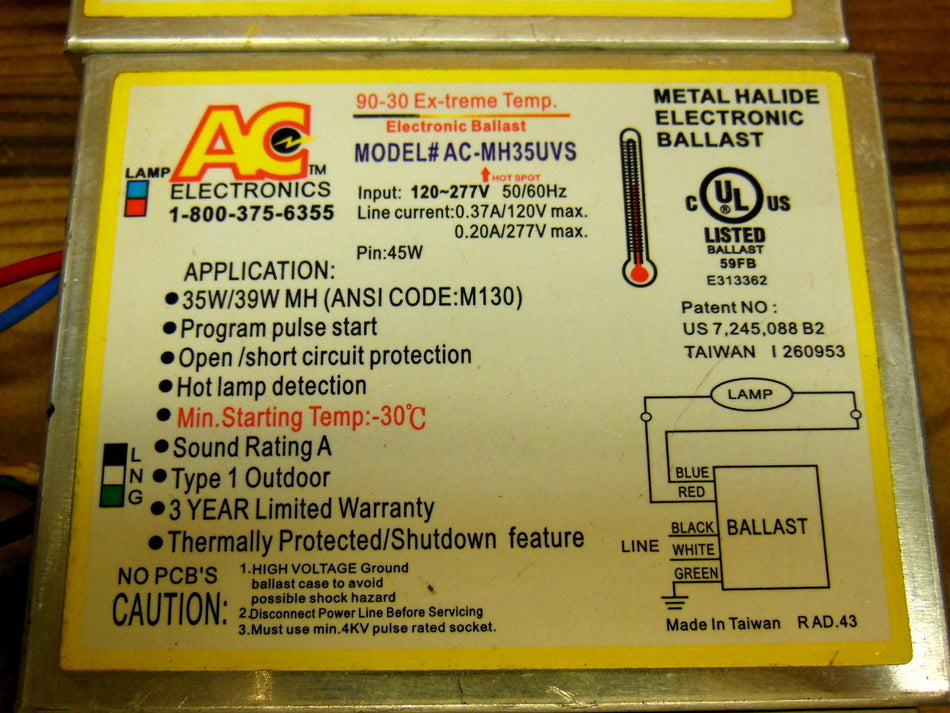 90-30 Ex-treme Temp.
Electronic Ballast
MODEL# AC-MH35UVS
HOT SPOT
Input: 120~277V 50/60Hz
Line current:0.37A/120V max.
0.20A/277V max.
Pin:45W
LAMP
AC TM
ELECTRONICS
1-800-375-6355
METAL HALIDE
ELECTRONIC
BALLAST
C UL ® US
LISTED
BALLAST
59FB
E313362
Patent NO :
US 7,245,088 B2
TAIWAN I 260953
APPLICATION:
●35W/39W MH (ANSI CODE:M130)
●Program pulse start
●Open /short circuit protection
●Hot lamp detection
●Min.Starting Temp:-30℃
●Sound Rating A
●Type 1 Outdoor
●3 YEAR Limited Warranty
●Thermally Protected/Shutdown feature
L
N
G
NO PCB'S
CAUTION:
1.HIGH VOLTAGE Ground
ballast case to avoid
possible shock hazard
2.Disconnect Power Line Before Servicing
3.Must use min.4KV pulse rated socket.
LAMP
BLUE
RED
BLACK
LINE
WHITE
GREEN
BALLAST
Made In Taiwan RAD.43